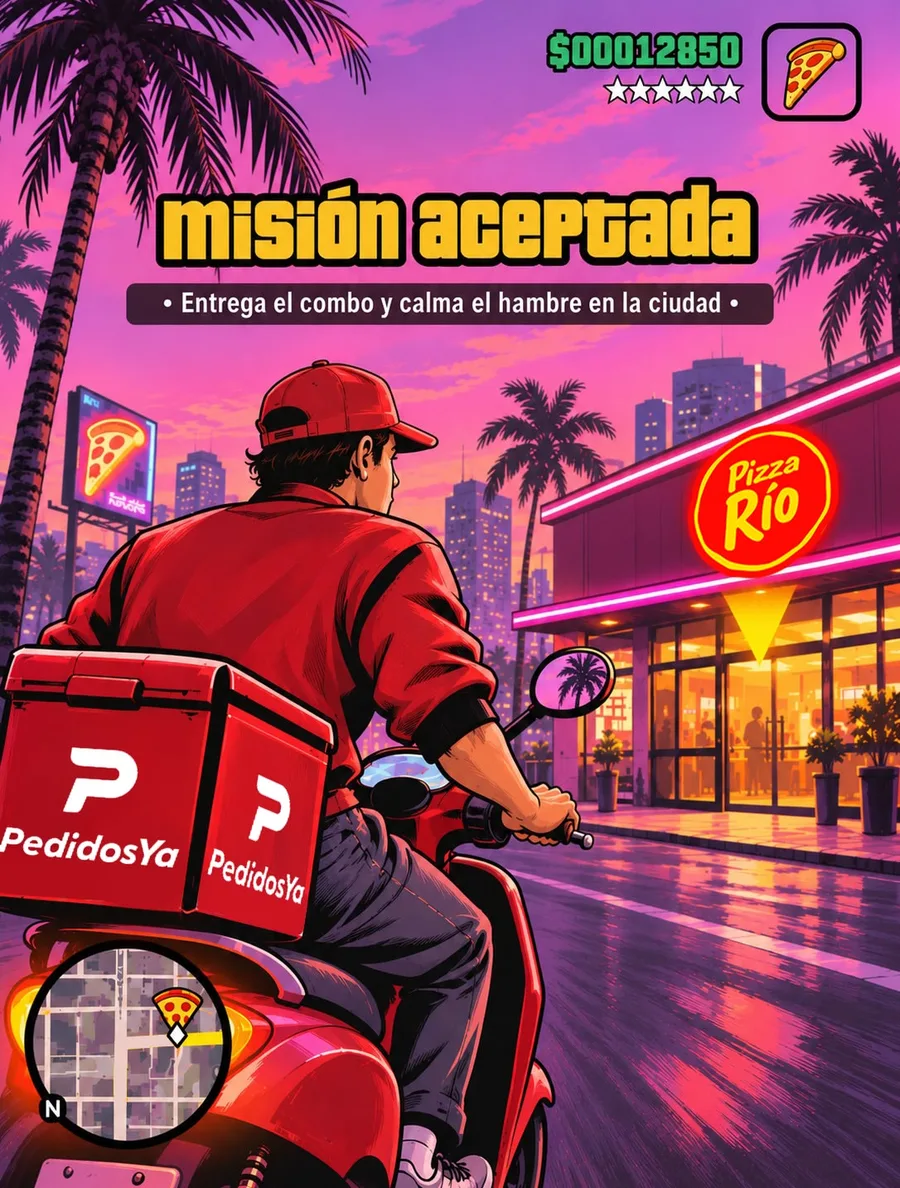 $00012850
misión aceptada
• Entrega el combo y calma el hambre en la ciudad •
Pizza
Río
PedidosYa
PedidosYa
N